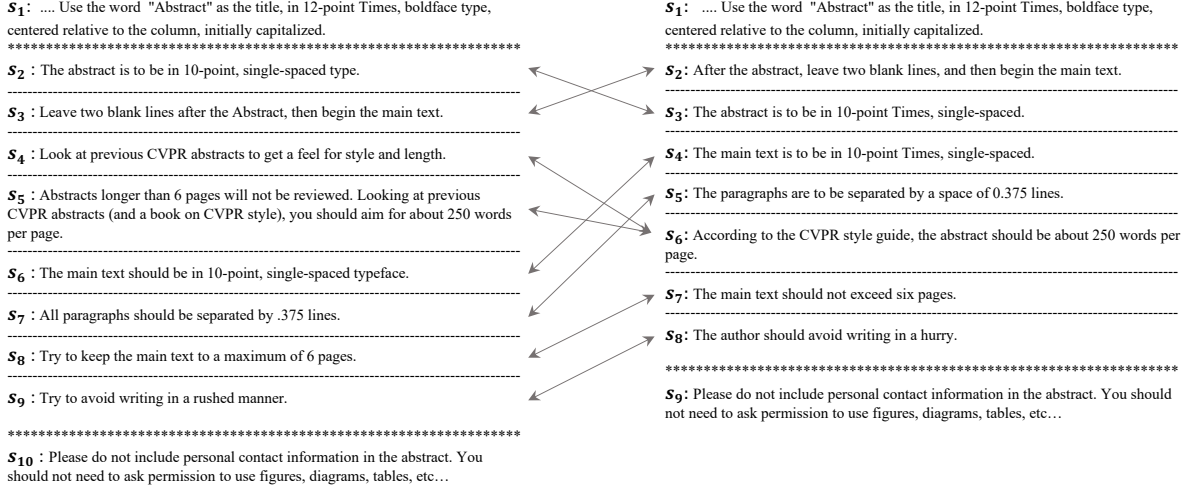 s1: .... Use the word "Abstract" as the title, in 12-point Times, boldface type,
centered relative to the column, initially capitalized.
********************************************************************
s2 : The abstract is to be in 10-point, single-spaced type.
s3 : Leave two blank lines after the Abstract, then begin the main text.
s4 : Look at previous CVPR abstracts to get a feel for style and length.
s5 : Abstracts longer than 6 pages will not be reviewed. Looking at previous
CVPR abstracts (and a book on CVPR style), you should aim for about 250 words
per page.
s6 : The main text should be in 10-point, single-spaced typeface.
s7 : All paragraphs should be separated by .375 lines.
s8 : Try to keep the main text to a maximum of 6 pages.
s9 : Try to avoid writing in a rushed manner.
********************************************************************
s10 : Please do not include personal contact information in the abstract. You
should not need to ask permission to use figures, diagrams, tables, etc…
s1: .... Use the word "Abstract" as the title, in 12-point Times, boldface type,
centered relative to the column, initially capitalized.
********************************************************************
s2: After the abstract, leave two blank lines, and then begin the main text.
s3: The abstract is to be in 10-point Times, single-spaced.
s4: The main text is to be in 10-point Times, single-spaced.
s5: The paragraphs are to be separated by a space of 0.375 lines.
s6: According to the CVPR style guide, the abstract should be about 250 words per
page.
s7: The main text should not exceed six pages.
s8: The author should avoid writing in a hurry.
********************************************************************
s9: Please do not include personal contact information in the abstract. You should
not need to ask permission to use figures, diagrams, tables, etc…